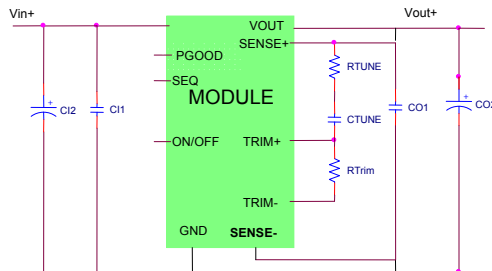 Vin+
VOUT
Vout+
SENSE+
PGOOD
RTUNE
SEQ
MODULE
CI2
CI1
CTUNE
CO1
CO2
ON/OFF
TRIM+
RTrim
TRIM-
GND
SENSE-